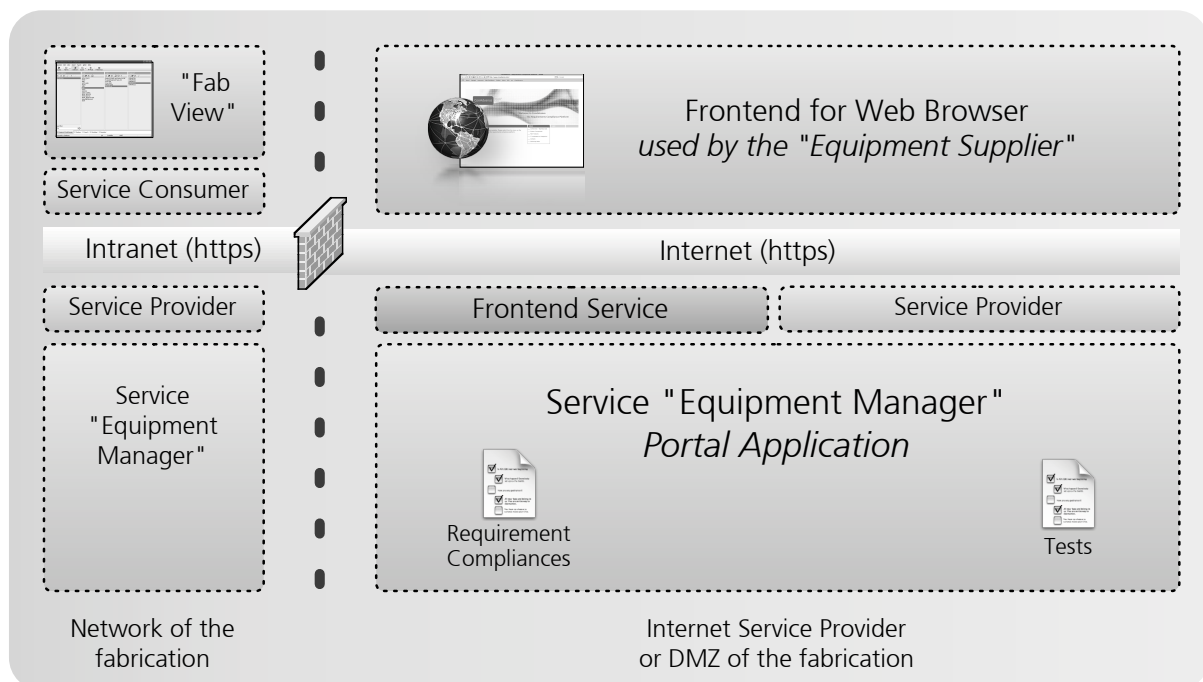 "Fab
View"
Service Consumer
Frontend for Web Browser
used by the "Equipment Supplier"
Intranet (https)
Internet (https)
Service Provider
Frontend Service
Service Provider
Service
"Equipment
Manager"
Service "Equipment Manager"
Portal Application
Requirement
Compliances
Tests
Network of the
fabrication
Internet Service Provider
or DMZ of the fabrication